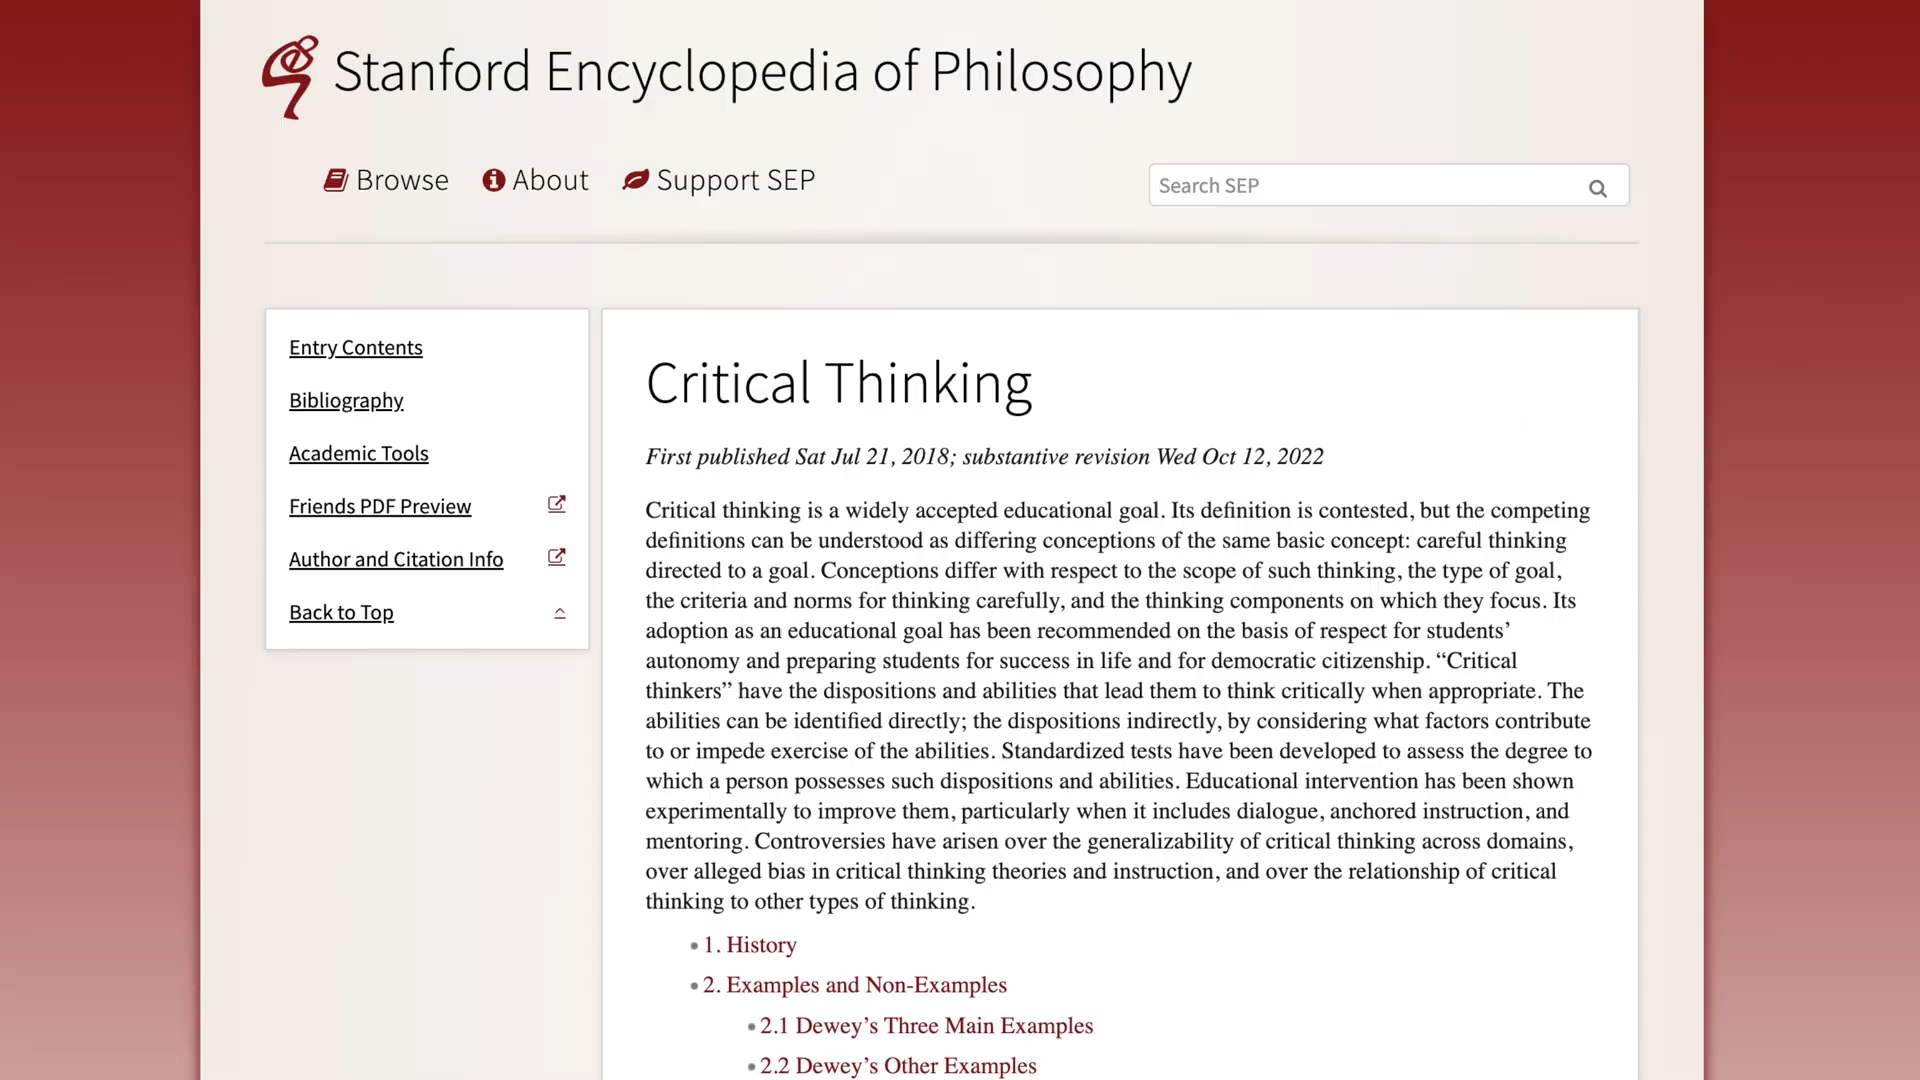 Stanford Encyclopedia of Philosophy
Browse
About
Support SEP
Search SEP
Entry Contents
Bibliography
Academic Tools
Friends PDF Preview
Author and Citation Info
Back to Top
Critical Thinking
First published Sat Jul 21, 2018; substantive revision Wed Oct 12, 2022
Critical thinking is a widely accepted educational goal. Its definition is contested, but the competing
definitions can be understood as differing conceptions of the same basic concept: careful thinking
directed to a goal. Conceptions differ with respect to the scope of such thinking, the type of goal,
the criteria and norms for thinking carefully, and the thinking components on which they focus. Its
adoption as an educational goal has been recommended on the basis of respect for students’
autonomy and preparing students for success in life and for democratic citizenship. “Critical
thinkers” have the dispositions and abilities that lead them to think critically when appropriate. The
abilities can be identified directly; the dispositions indirectly, by considering what factors contribute
to or impede exercise of the abilities. Standardized tests have been developed to assess the degree to
which a person possesses such dispositions and abilities. Educational intervention has been shown
experimentally to improve them, particularly when it includes dialogue, anchored instruction, and
mentoring. Controversies have arisen over the generalizability of critical thinking across domains,
over alleged bias in critical thinking theories and instruction, and over the relationship of critical
thinking to other types of thinking.
1. History
2. Examples and Non-Examples
2.1 Dewey’s Three Main Examples
2.2 Dewey’s Other Examples